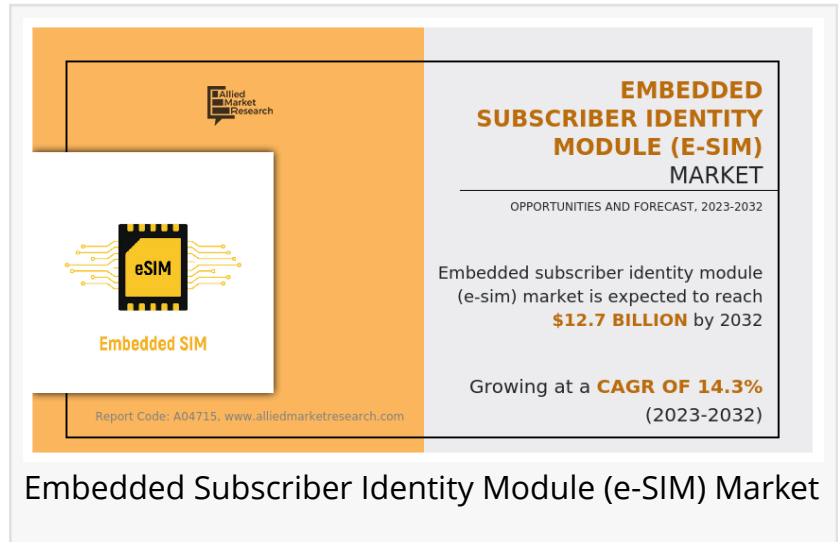 Allied
Market
Research
EMBEDDED
SUBSCRIBER IDENTITY
MODULE (E-SIM)
MARKET
OPPORTUNITIES AND FORECAST, 2023-2032
eSIM
Embedded SIM
Embedded subscriber identity module
(e-sim) market is expected to reach
$12.7 BILLION by 2032
Growing at a CAGR OF 14.3%
(2023-2032)
Report Code: A04715, www.alliedmarketresearch.com
Embedded Subscriber Identity Module (e-SIM) Market